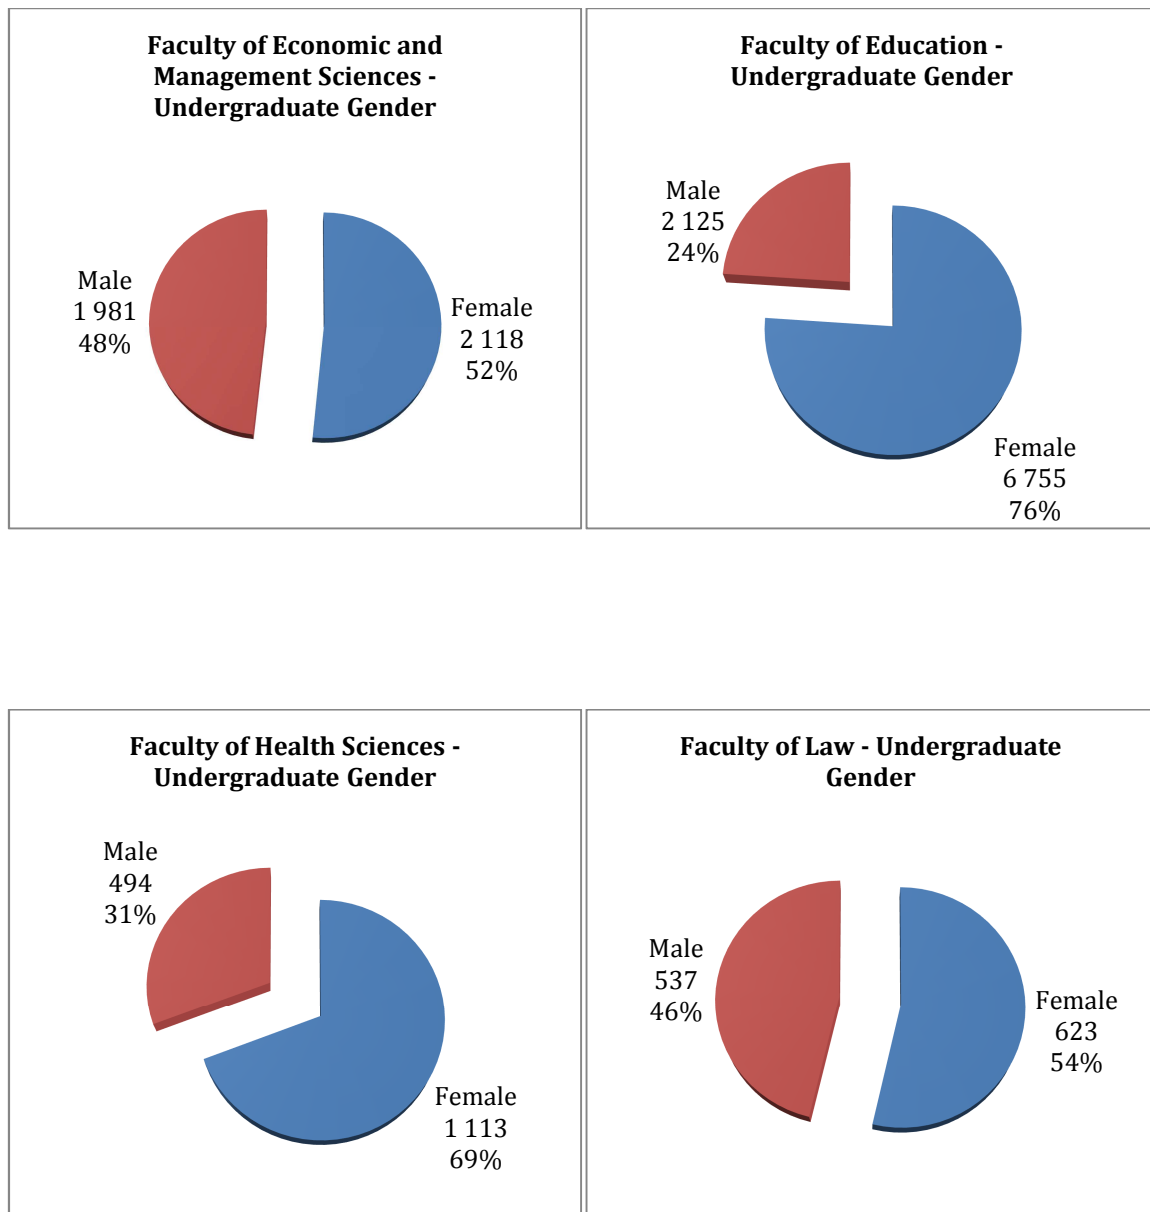 Faculty of Economic and
Management Sciences -
Undergraduate Gender
Male
1 981
48%
Female
2 118
52%
Faculty of Education -
Undergraduate Gender
Male
2 125
24%
Female
6 755
76%
Faculty of Health Sciences -
Undergraduate Gender
Male
494
31%
Female
1 113
69%
Faculty of Law - Undergraduate
Gender
Male
537
46%
Female
623
54%